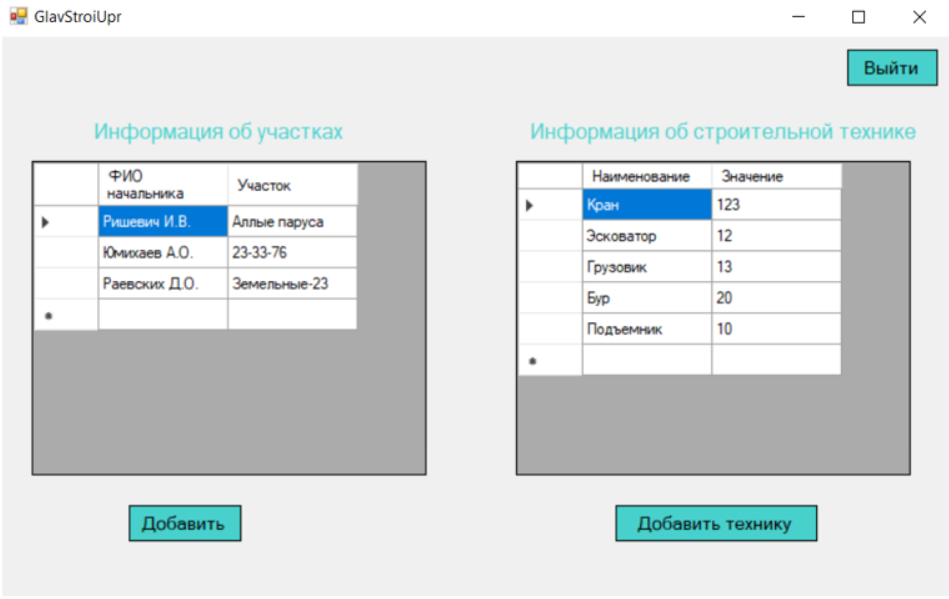 GlavStroiUpr
Выйти
Информация об участках
ФИО начальника Участок
Ришевич И.В. Аллые паруса
Юмихаев А.О. 23-33-76
Раевских Д.О. Земельные-23
Добавить
Информация об строительной технике
Наименование Значение
Кран 123
Эсковатор 12
Грузовик 13
Бур 20
Подъемник 10
Добавить технику